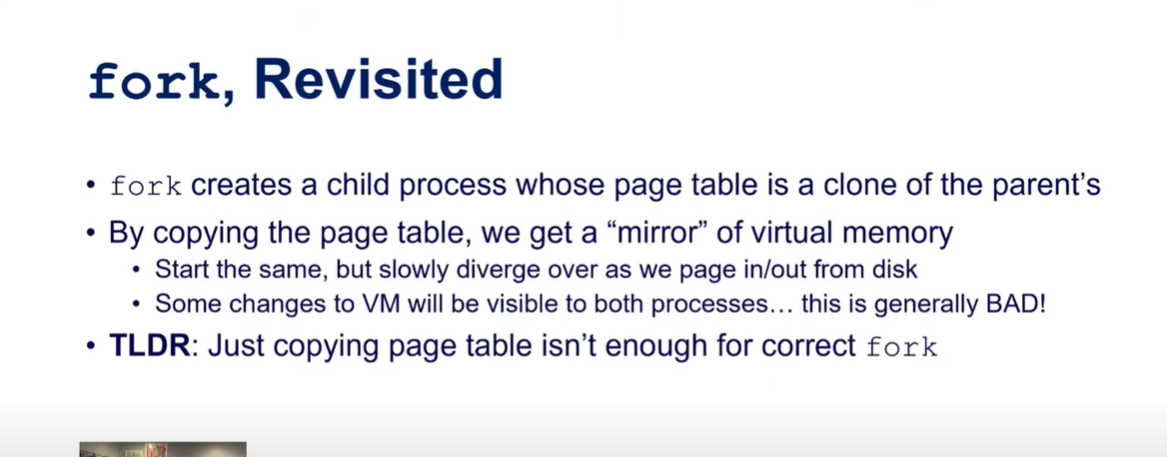 fork, Revisited
• fork creates a child process whose page table is a clone of the parent’s
• By copying the page table, we get a “mirror” of virtual memory
• Start the same, but slowly diverge over as we page in/out from disk
• Some changes to VM will be visible to both processes… this is generally BAD!
• TLDR: Just copying page table isn’t enough for correct fork